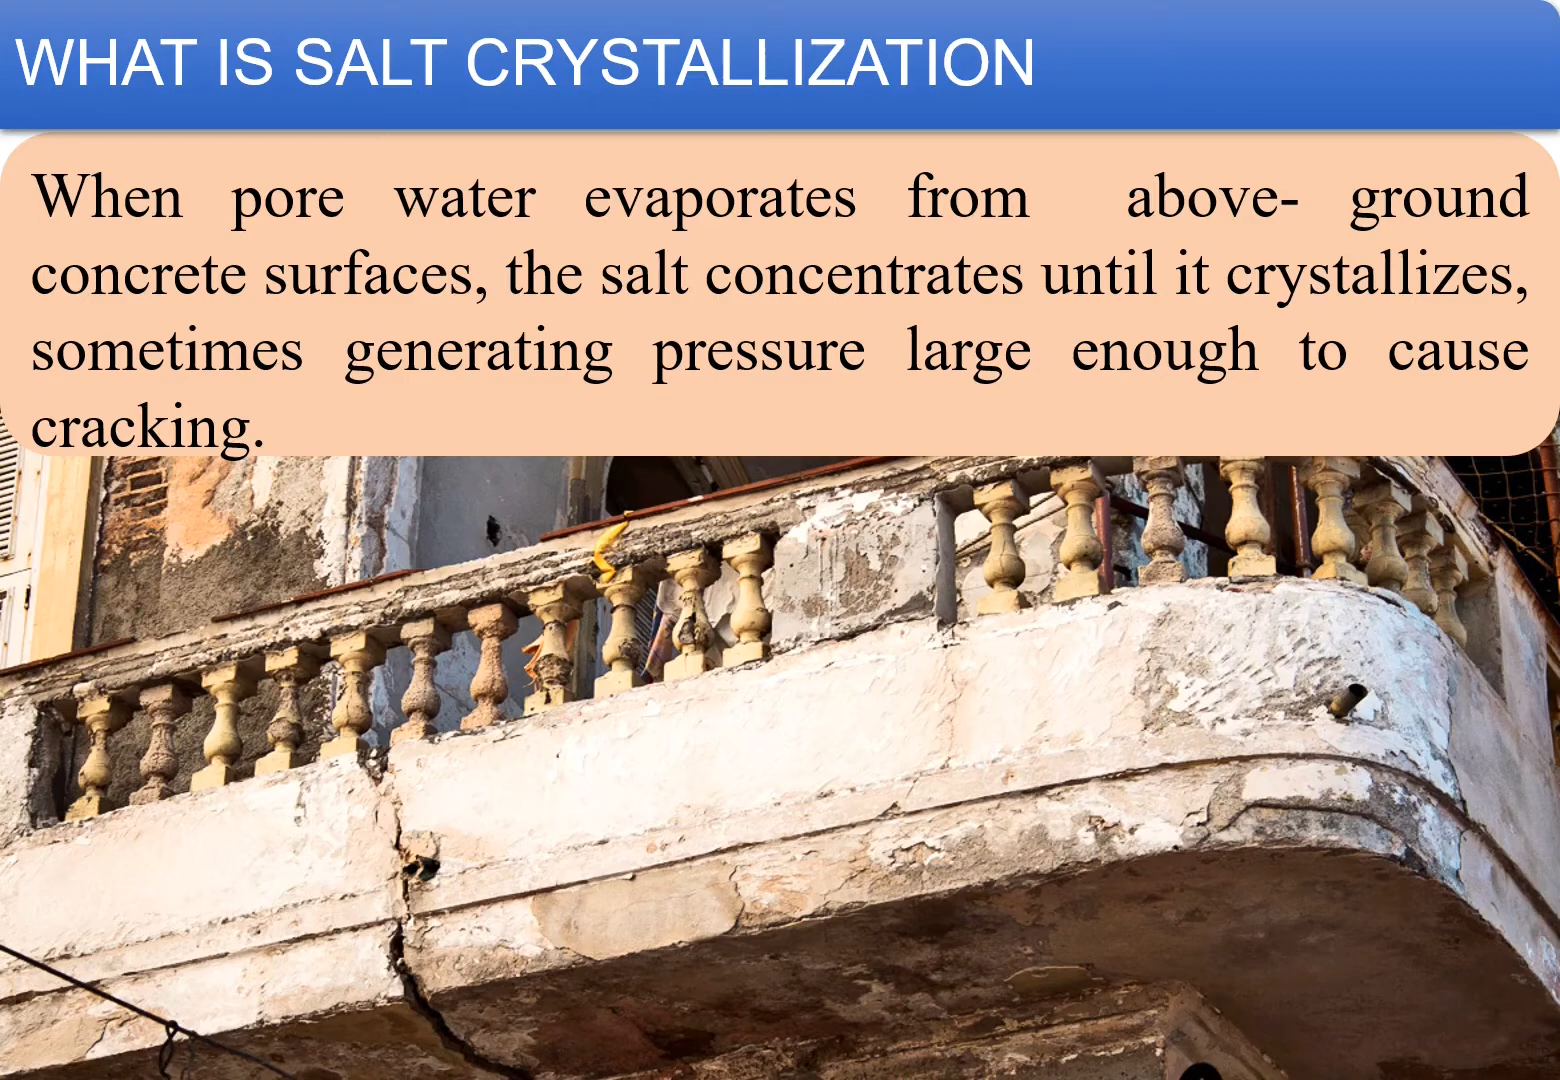 WHAT IS SALT CRYSTALLIZATION
When pore water evaporates from above- ground
concrete surfaces, the salt concentrates until it crystallizes,
sometimes generating pressure large enough to cause
cracking.